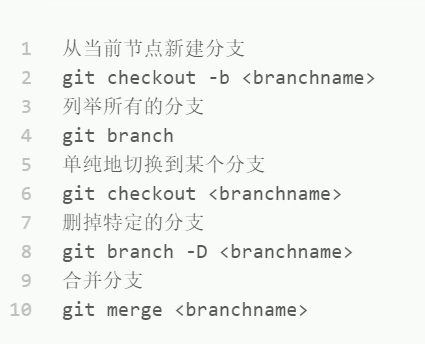 1 从当前节点新建分支
2 git checkout -b <branchname>
3 列举所有的分支
4 git branch
5 单纯地切换到某个分支
6 git checkout <branchname>
7 删掉特定的分支
8 git branch -D <branchname>
9 合并分支
10 git merge <branchname>